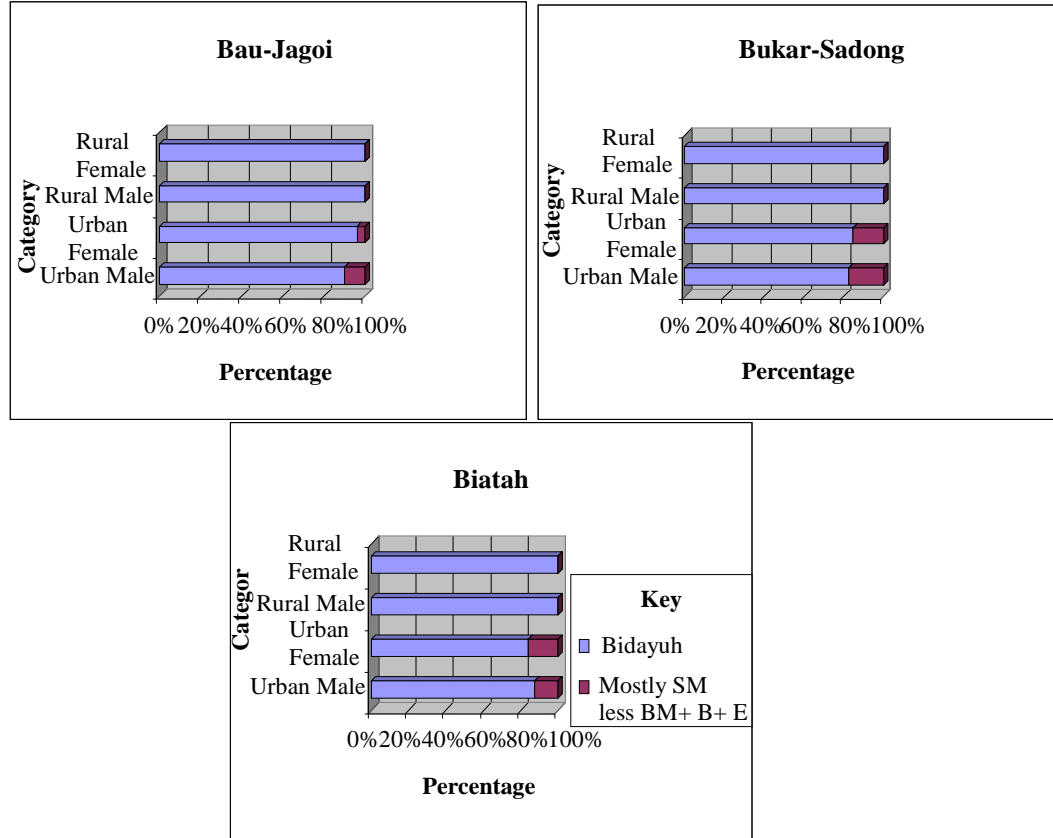 Bau-Jagoi
Category
Rural
Female
Rural Male
Urban
Female
Urban Male
0% 20% 40% 60% 80% 100%
Percentage
Bukar-Sadong
Category
Rural
Female
Rural Male
Urban
Female
Urban Male
0% 20% 40% 60% 80% 100%
Percentage
Biatah
Categor
Rural
Female
Rural Male
Urban
Female
Urban Male
0% 20% 40% 60% 80% 100%
Percentage
Key
Bidayuh
Mostly SM
less BM+ B+ E